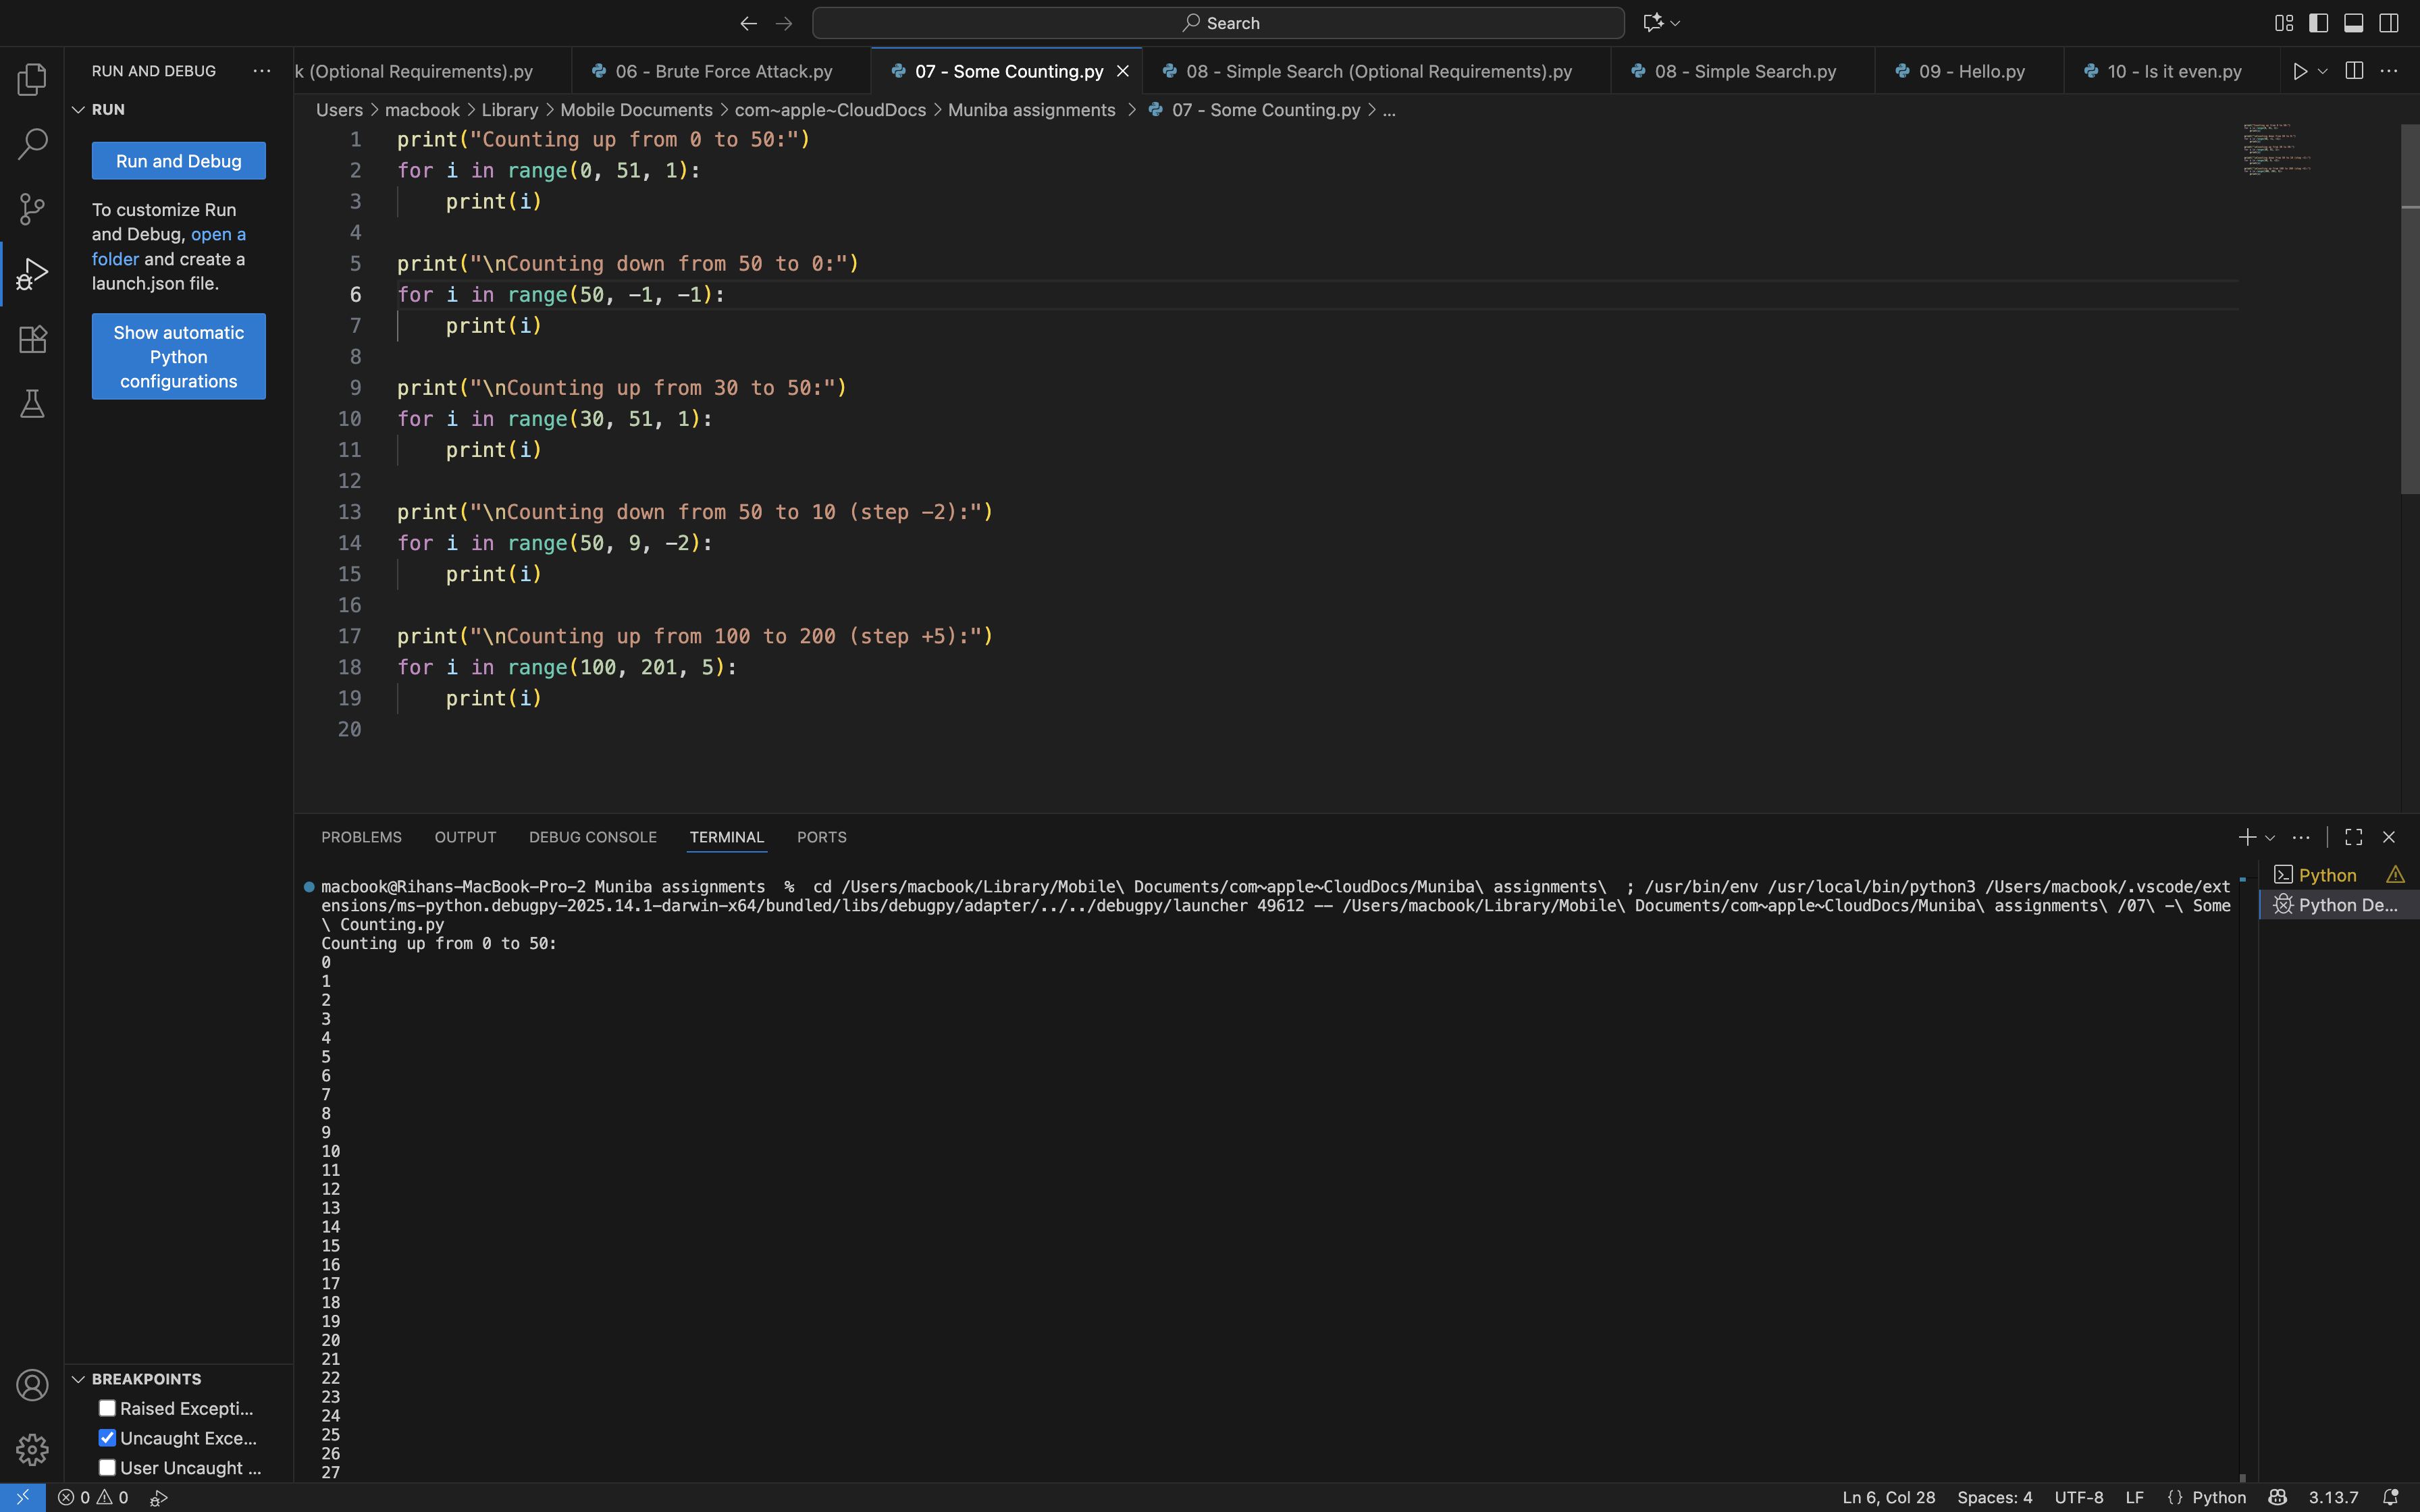 Search
RUN AND DEBUG
k (Optional Requirements).py
06 - Brute Force Attack.py
07 - Some Counting.py
08 - Simple Search (Optional Requirements).py
08 - Simple Search.py
09 - Hello.py
10 - Is it even.py
RUN
Run and Debug
To customize Run
and Debug, open a
folder and create a
launch.json file.
Show automatic
Python
configurations
Users > macbook > Library > Mobile Documents > com~apple~CloudDocs > Muniba assignments > 07 - Some Counting.py > ...
1 print("Counting up from 0 to 50:")
2 for i in range(0, 51, 1):
3     print(i)
4
5 print("\nCounting down from 50 to 0:")
6 for i in range(50, -1, -1):
7     print(i)
8
9 print("\nCounting up from 30 to 50:")
10 for i in range(30, 51, 1):
11     print(i)
12
13 print("\nCounting down from 50 to 10 (step -2):")
14 for i in range(50, 9, -2):
15     print(i)
16
17 print("\nCounting up from 100 to 200 (step +5):")
18 for i in range(100, 201, 5):
19     print(i)
20
PROBLEMS OUTPUT DEBUG CONSOLE TERMINAL PORTS
Python
Python De...
macbook@Rihans-MacBook-Pro-2 Muniba assignments  %  cd /Users/macbook/Library/Mobile\ Documents/com~apple~CloudDocs/Muniba\ assignments\  ; /usr/bin/env /usr/local/bin/python3 /Users/macbook/.vscode/ext
ensions/ms-python.debugpy-2025.14.1-darwin-x64/bundled/libs/debugpy/adapter/../../debugpy/launcher 49612 -- /Users/macbook/Library/Mobile\ Documents/com~apple~CloudDocs/Muniba\ assignments\ /07\ -\ Some
\ Counting.py
Counting up from 0 to 50:
0
1
2
3
4
5
6
7
8
9
10
11
12
13
14
15
16
17
18
19
20
21
22
23
24
25
26
27
BREAKPOINTS
Raised Excepti...
Uncaught Exce...
User Uncaught ...
0 0
Ln 6, Col 28 Spaces: 4 UTF-8 LF {} Python 3.13.7